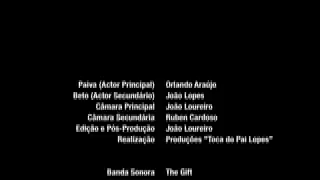 Paiva (Actor Principal) Orlando Araújo
Beto (Actor Secundário) João Lopes
Câmara Principal João Loureiro
Câmara Secundária Ruben Cardoso
Edição e Pós-Produção João Loureiro
Realização Produções "Toca do Pai Lopes"
Banda Sonora The Gift